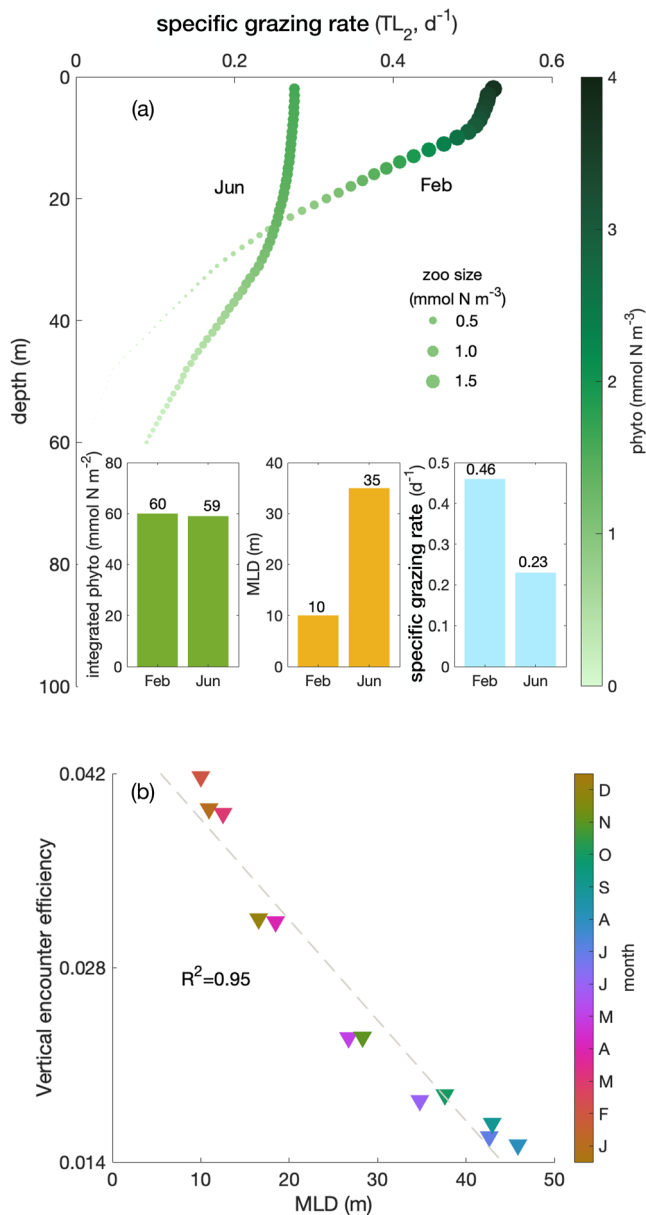 specific grazing rate (TL₂, d⁻¹)
0 0.2 0.4 0.6
(a)
0
20
40
60
80
100
depth (m)
Jun
Feb
zoo size
(mmol N m⁻³)
0.5
1.0
1.5
4
3
2
1
0
phyto (mmol N m⁻³)
integrated phyto (mmol N m⁻²)
80
60
40
20
0
60 59
Feb Jun
MLD (m)
40
30
20
10
0
10 35
Feb Jun
specific grazing rate (d⁻¹)
0.5
0.4
0.3
0.2
0.1
0
0.46
0.23
Feb Jun
(b)
0.042
0.028
0.014
Vertical encounter efficiency
R²=0.95
0 10 20 30 40 50
MLD (m)
D
N
O
S
A
J
J
M
A
M
F
J
month